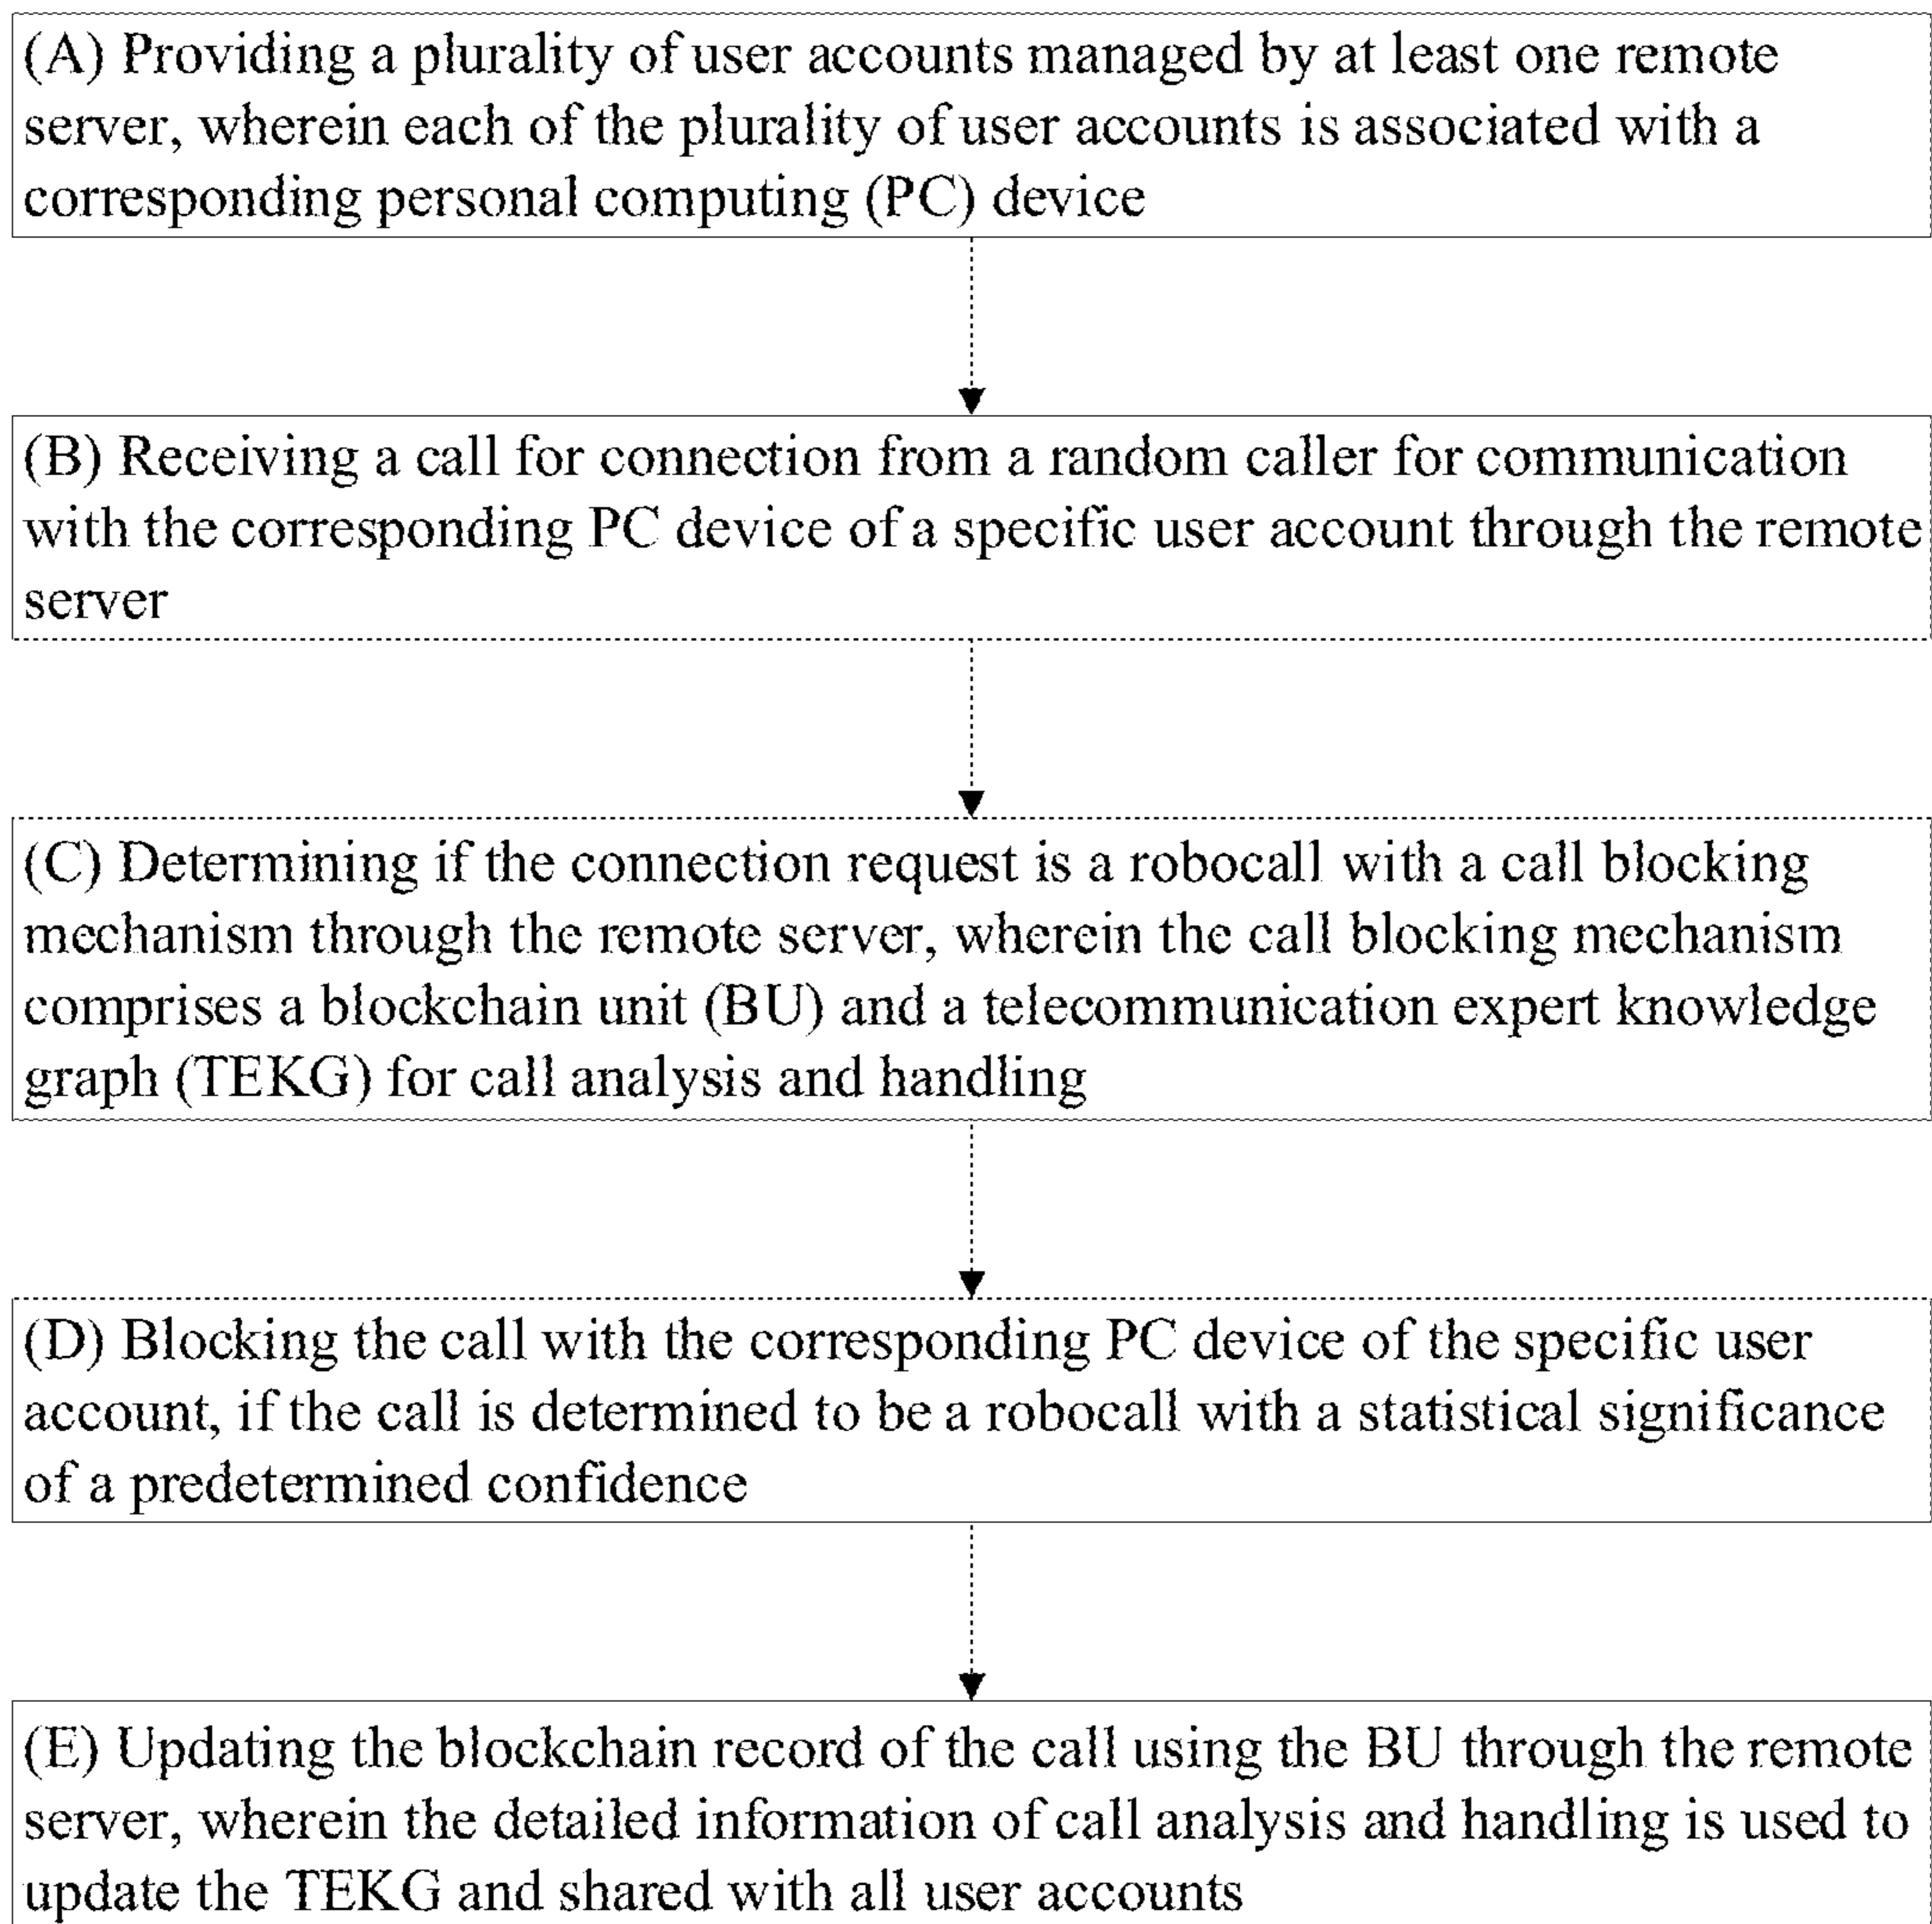 (A) Providing a plurality of user accounts managed by at least one remote
server, wherein each of the plurality of user accounts is associated with a
corresponding personal computing (PC) device
(B) Receiving a call for connection from a random caller for communication
with the corresponding PC device of a specific user account through the remote
server
(C) Determining if the connection request is a robocall with a call blocking
mechanism through the remote server, wherein the call blocking mechanism
comprises a blockchain unit (BU) and a telecommunication expert knowledge
graph (TEKG) for call analysis and handling
(D) Blocking the call with the corresponding PC device of the specific user
account, if the call is determined to be a robocall with a statistical significance
of a predetermined confidence
(E) Updating the blockchain record of the call using the BU through the remote
server, wherein the detailed information of call analysis and handling is used to
update the TEKG and shared with all user accounts